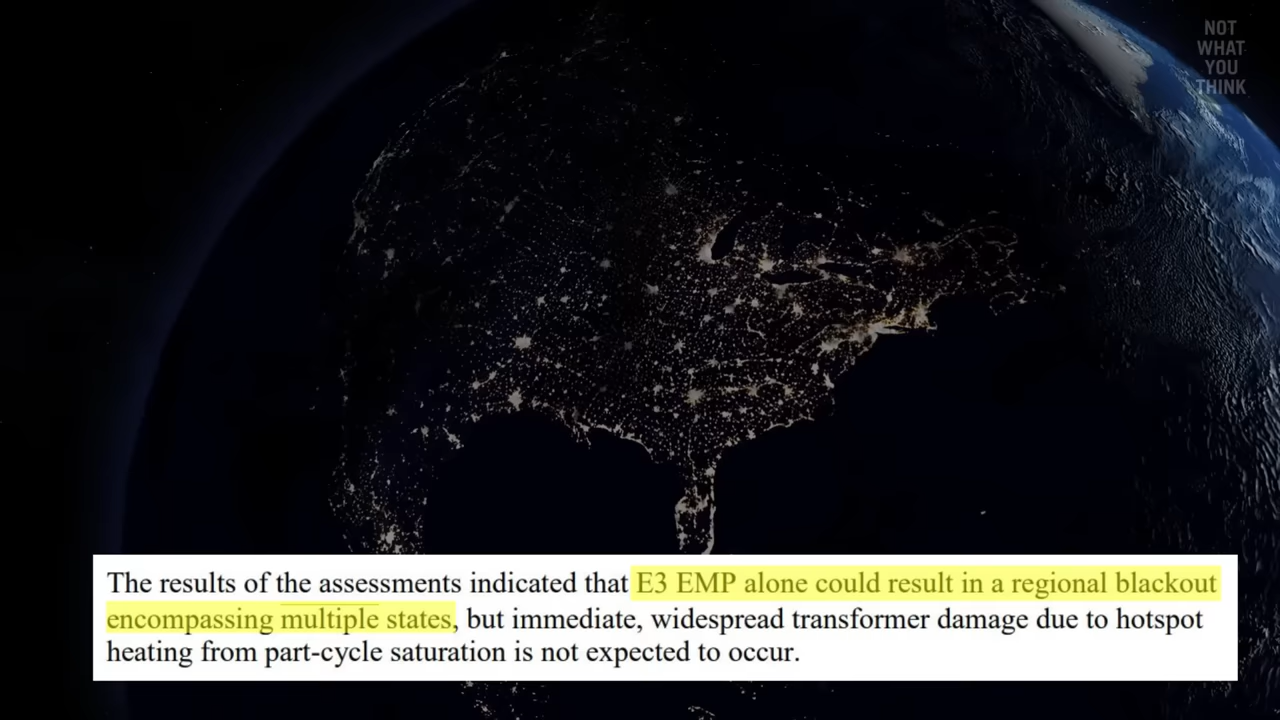 NOT
WHAT
YOU
THINK
The results of the assessments indicated that E3 EMP alone could result in a regional blackout
encompassing multiple states, but immediate, widespread transformer damage due to hotspot
heating from part-cycle saturation is not expected to occur.